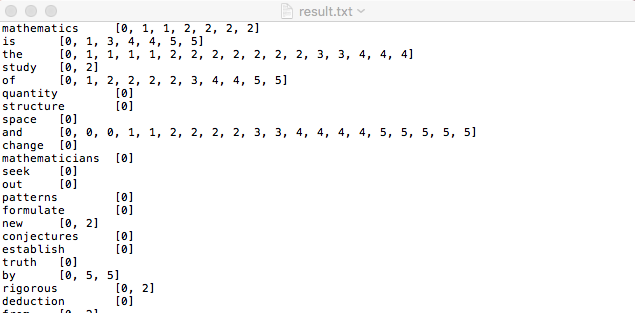 result.txt
mathematics [0, 1, 1, 2, 2, 2, 2]
is [0, 1, 3, 4, 4, 5, 5]
the [0, 1, 1, 1, 1, 2, 2, 2, 2, 2, 2, 2, 3, 3, 4, 4, 4]
study [0, 2]
of [0, 1, 2, 2, 2, 2, 3, 4, 4, 5, 5]
quantity [0]
structure [0]
space [0]
and [0, 0, 0, 1, 1, 2, 2, 2, 2, 3, 3, 4, 4, 4, 4, 5, 5, 5, 5, 5]
change [0]
mathematicians [0]
seek [0]
out [0]
patterns [0]
formulate [0]
new [0, 2]
conjectures [0]
establish [0]
truth [0]
by [0, 5, 5]
rigorous [0, 2]
deduction [0]
from [0, 2]